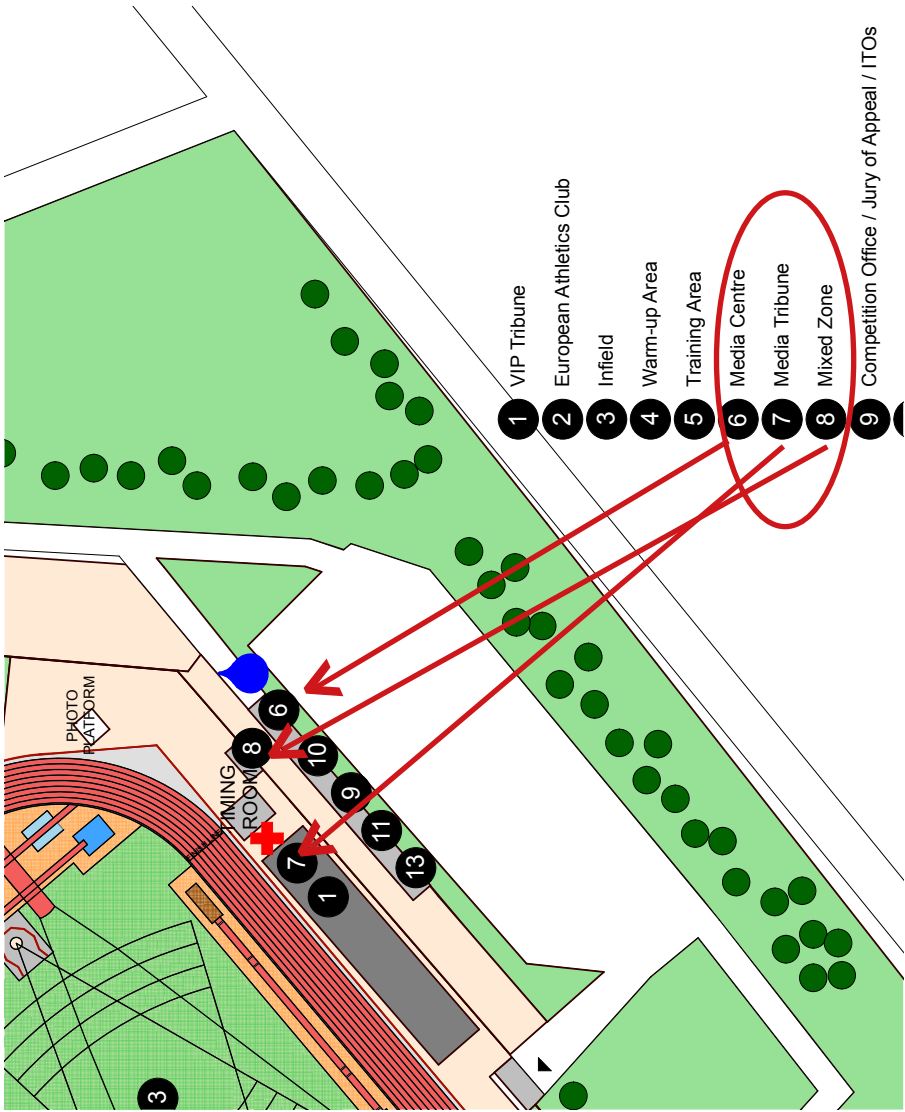 1 VIP Tribune
2 European Athletics Club
3 Infield
4 Warm-up Area
5 Training Area
6 Media Centre
7 Media Tribune
8 Mixed Zone
9 Competition Office / Jury of Appeal / ITOs
PHOTO
PLATFORM
TIMING
ROOM
6
8
10
9
11
13
7
1
3